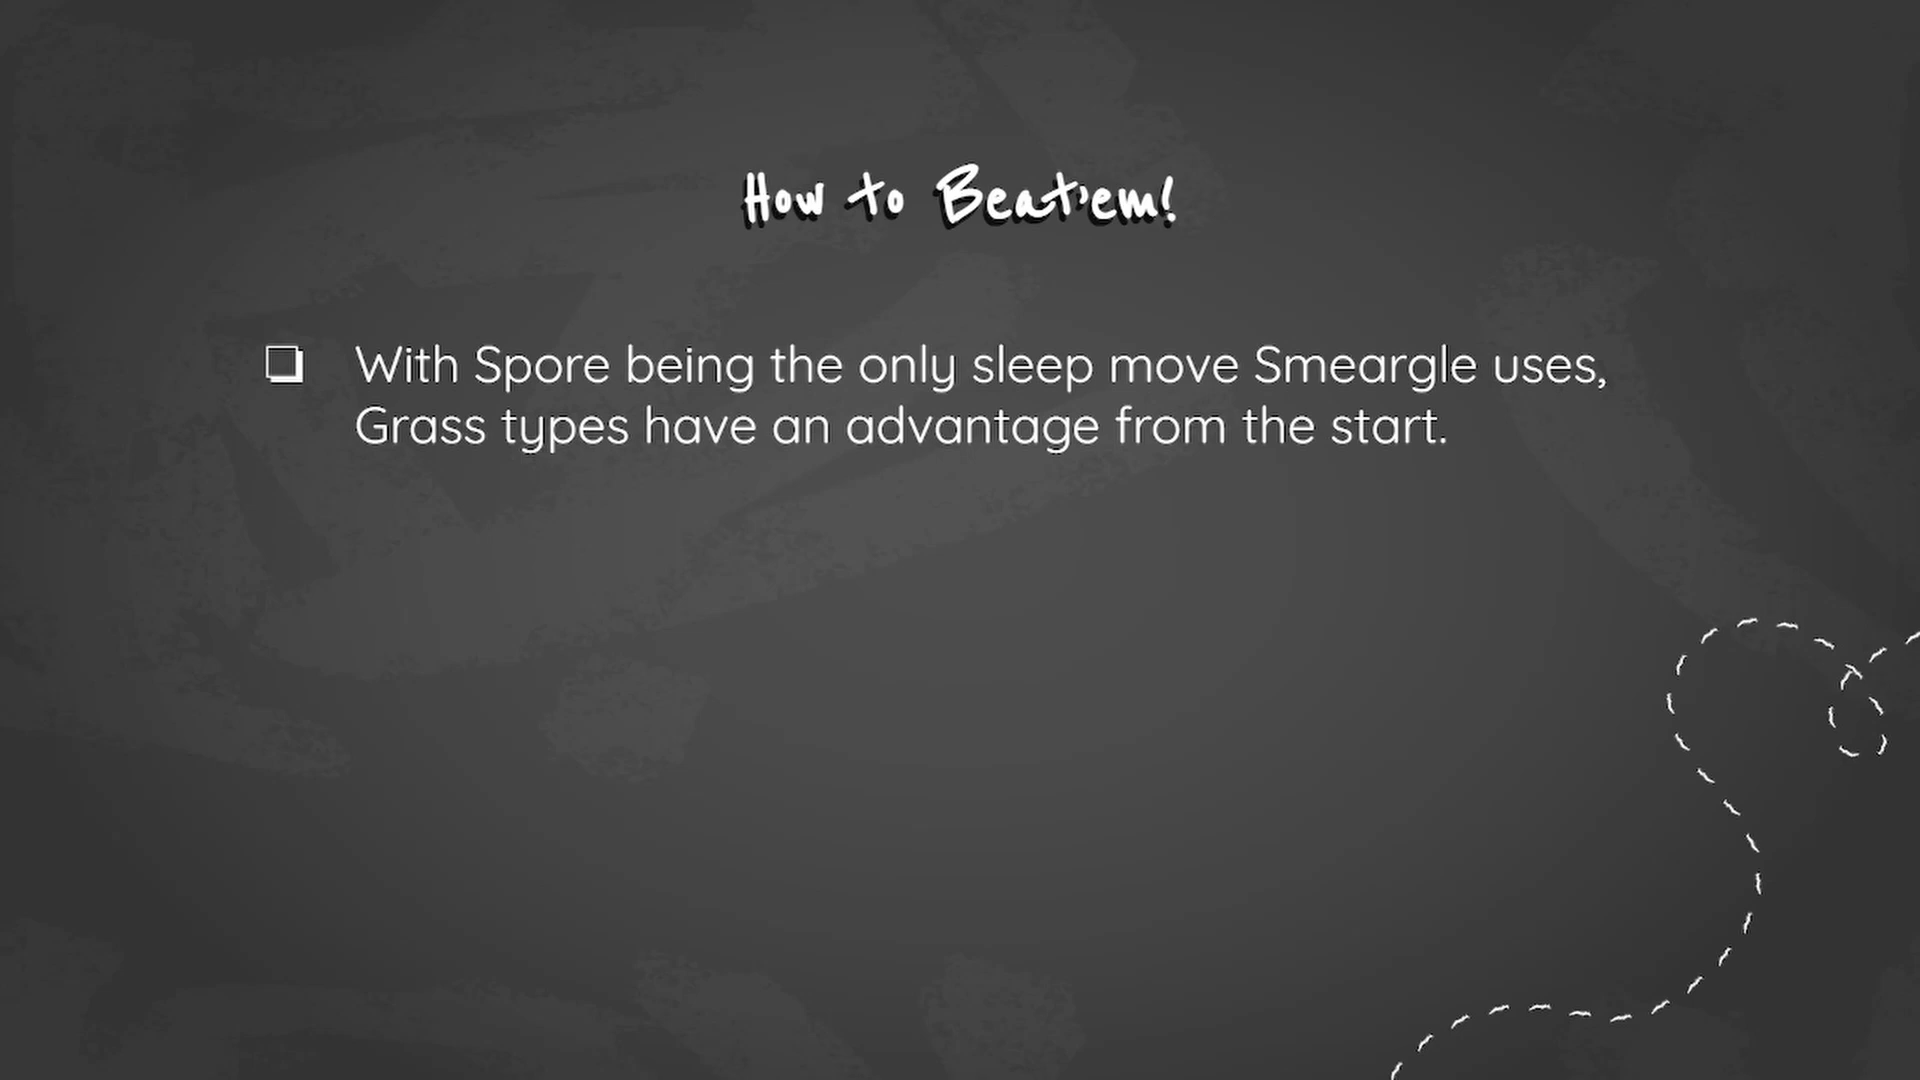 How to Beat'em!
With Spore being the only sleep move Smeargle uses,
Grass types have an advantage from the start.